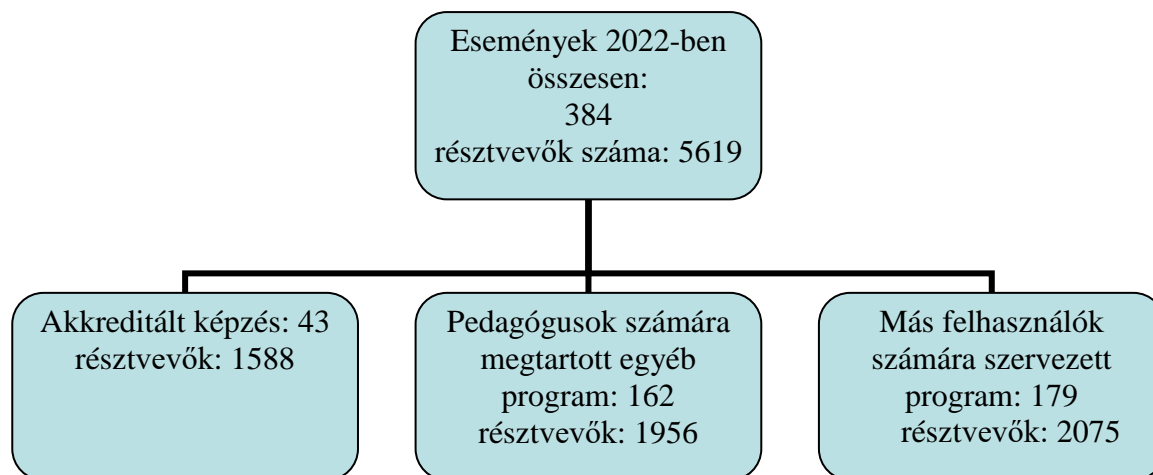 Események 2022-ben
összesen:
384
résztvevők száma: 5619
Akkreditált képzés: 43
résztvevők: 1588
Pedagógusok számára
megtartott egyéb
program: 162
résztvevők: 1956
Más felhasználók
számára szervezett
program: 179
résztvevők: 2075